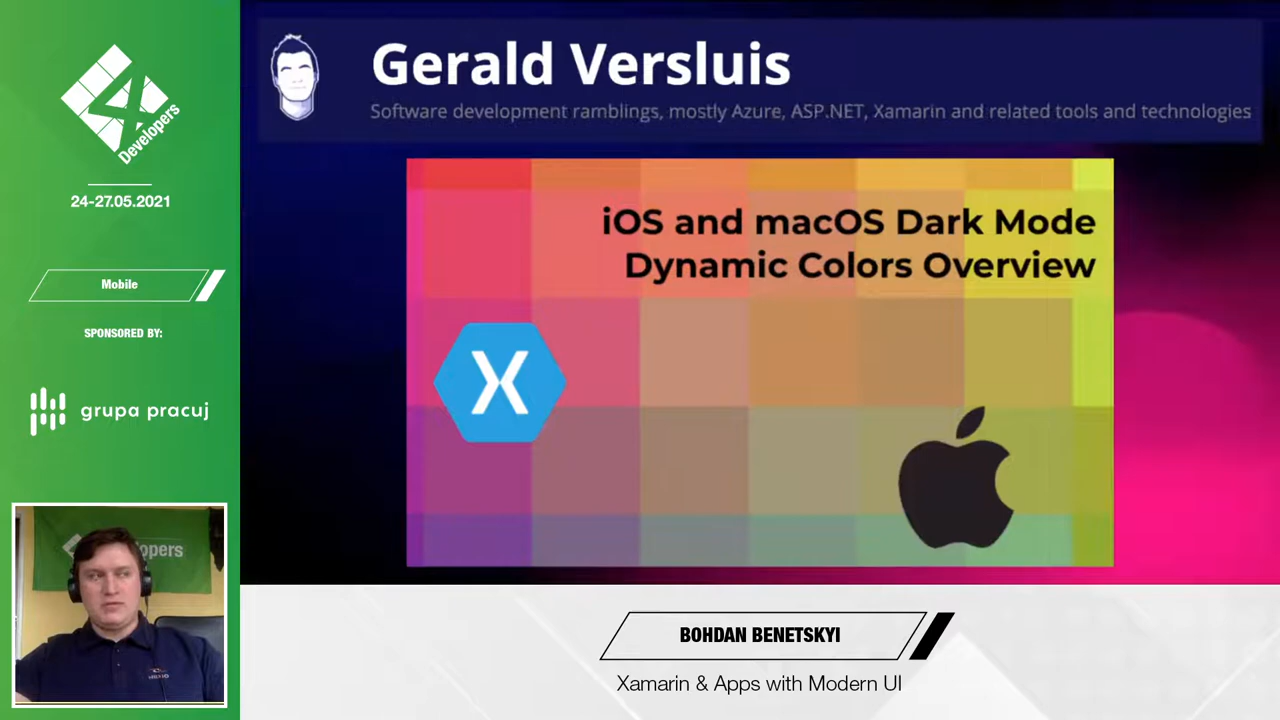 4
Developers
24-27.05.2021
Mobile
SPONSORED BY:
grupa pracuj
4
opers
Gerald Versluis
Software development ramblings, mostly Azure, ASP.NET, Xamarin and related tools and technologies
iOS and macOS Dark Mode
Dynamic Colors Overview
X
BOHDAN BENETSKYI
Xamarin & Apps with Modern UI